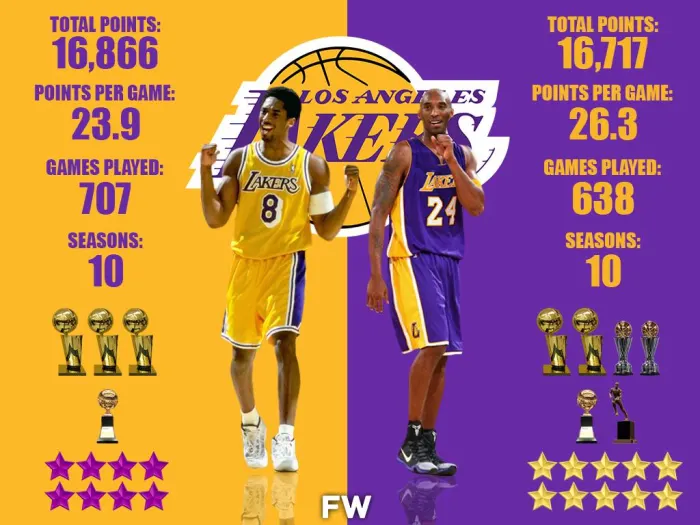 TOTAL POINTS:
16,866
POINTS PER GAME:
23.9
GAMES PLAYED:
707
SEASONS:
10
LOS ANGELES
LAKERS
LAKERS
8
LAKERS
24
TOTAL POINTS:
16,717
POINTS PER GAME:
26.3
GAMES PLAYED:
638
SEASONS:
10
FW